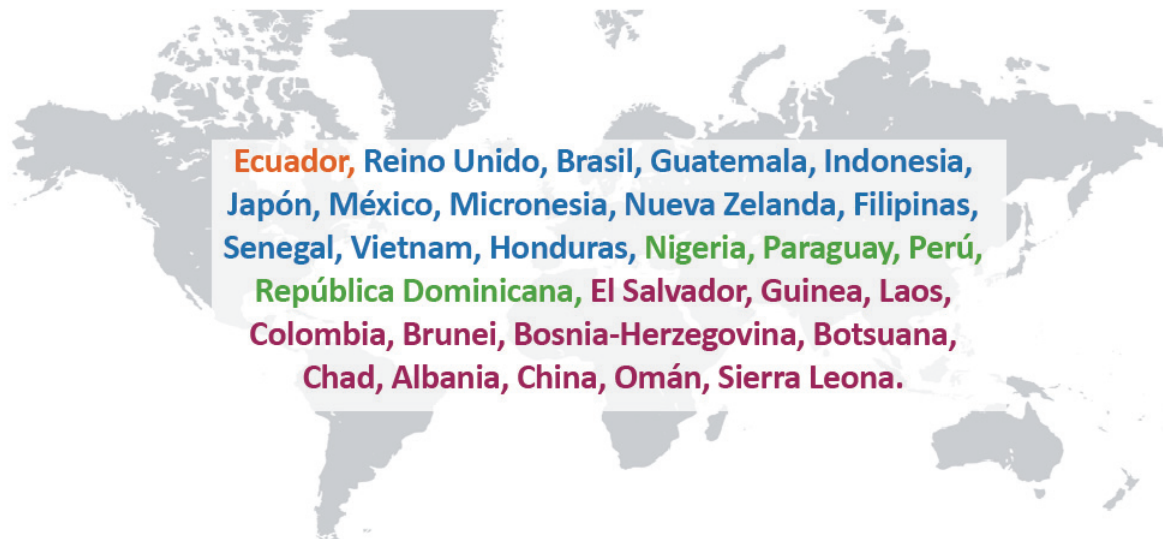 Ecuador, Reino Unido, Brasil, Guatemala, Indonesia,
Japón, México, Micronesia, Nueva Zelanda, Filipinas,
Senegal, Vietnam, Honduras, Nigeria, Paraguay, Perú,
República Dominicana, El Salvador, Guinea, Laos,
Colombia, Brunei, Bosnia-Herzegovina, Botsuana,
Chad, Albania, China, Omán, Sierra Leona.